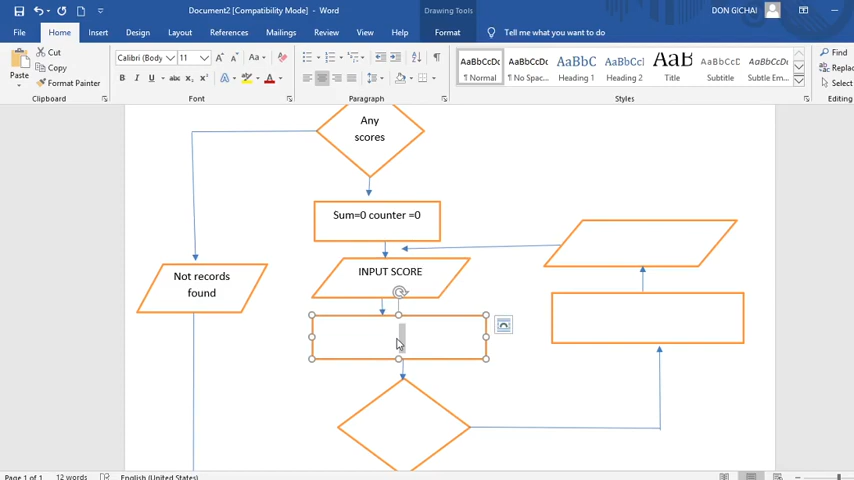 Document2 [Compatibility Mode] - Word
Drawing Tools
DON GICHAI
File
Home
Insert
Design
Layout
References
Mailings
Review
View
Help
Format
Tell me what you want to do
Paste
Cut
Copy
Format Painter
Clipboard
Calibri (Body
11
A
A
Aa
B
I
U
abc
x
x
A
A
Font
Paragraph
AaBbCcDc
¶ Normal
AaBbCcDc
¶ No Spac...
AaBbCc
Heading 1
AaBbCcI
Heading 2
AaB
Title
AaBbCcD
Subtitle
AaBbCcDc
Subtle Em...
Styles
Find
Replac
Select
Editing
Any
scores
Sum=0 counter =0
INPUT SCORE
Not records
found
Page 1 of 1
12 words
English (United States)